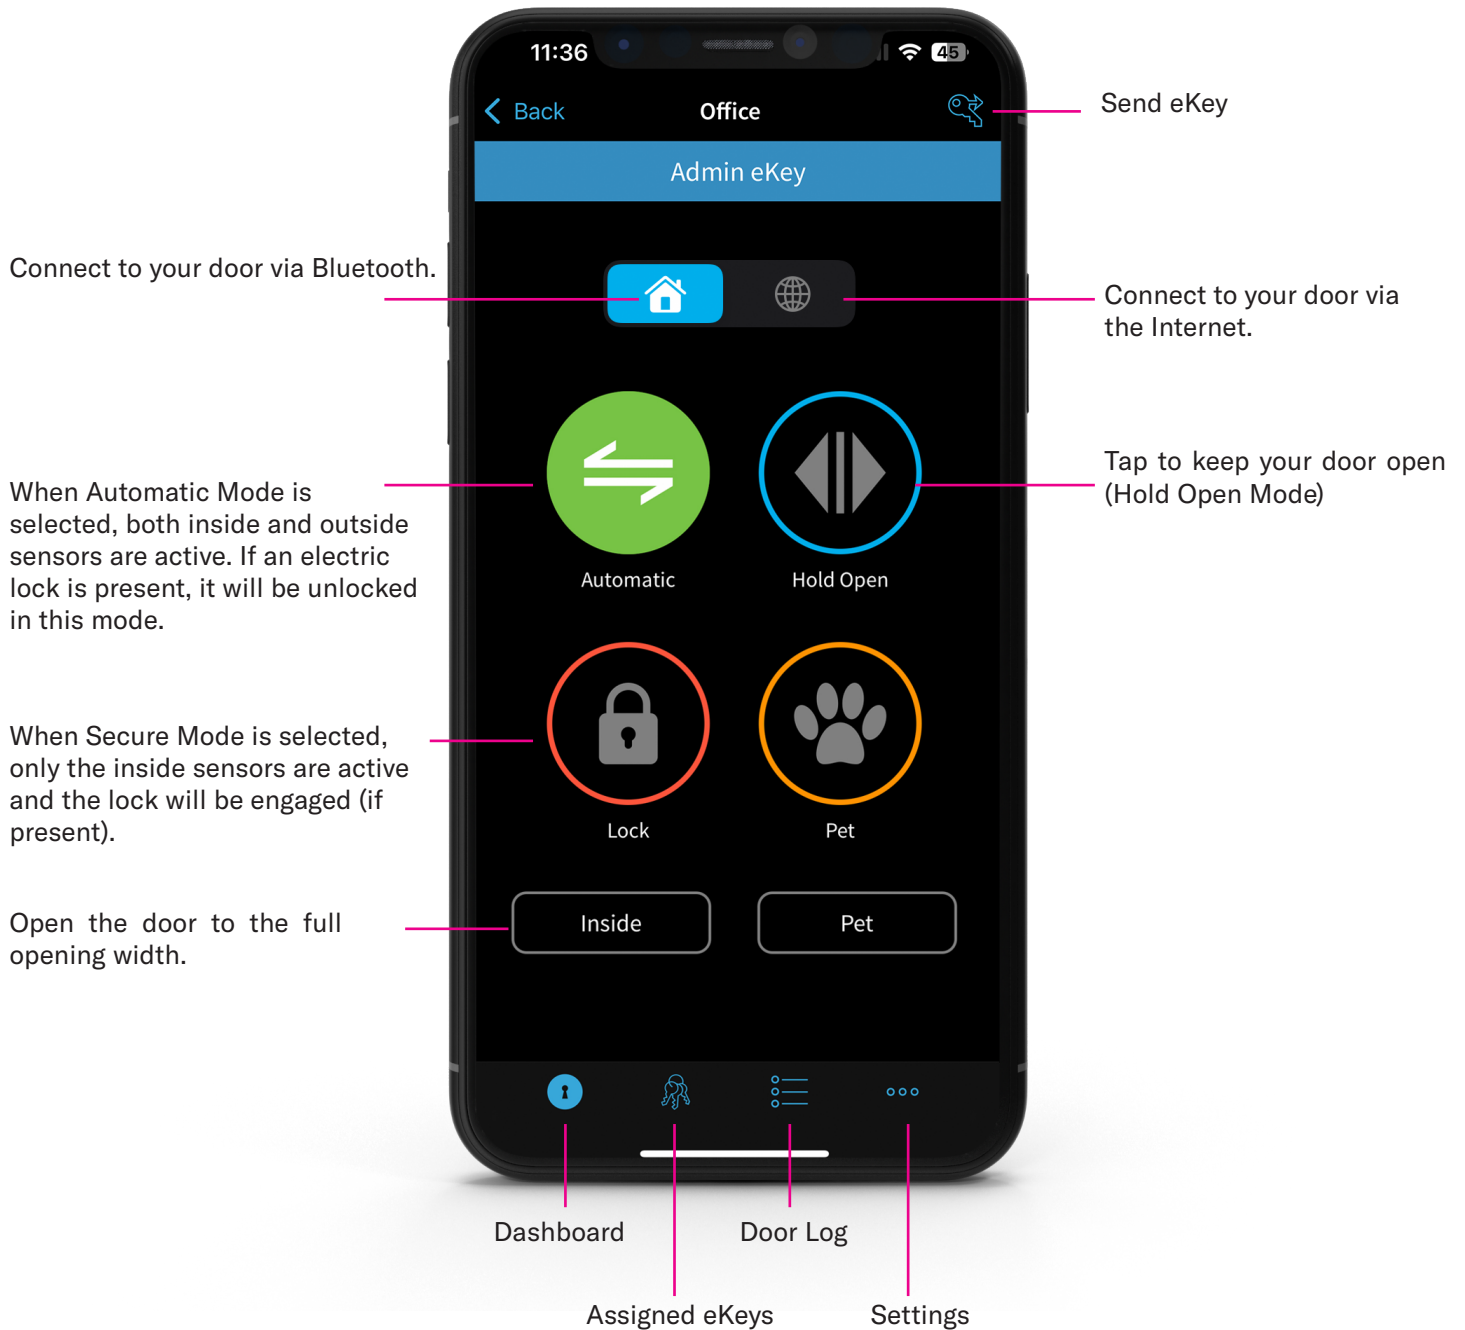 11:36
45
Back
Office
Send eKey
Admin eKey
Connect to your door via Bluetooth.
Connect to your door via
the Internet.
When Automatic Mode is
selected, both inside and outside
sensors are active. If an electric
lock is present, it will be unlocked
in this mode.
Tap to keep your door open
(Hold Open Mode)
Automatic
Hold Open
When Secure Mode is selected,
only the inside sensors are active
and the lock will be engaged (if
present).
Lock
Pet
Open the door to the full
opening width.
Inside
Pet
Dashboard
Door Log
Assigned eKeys
Settings